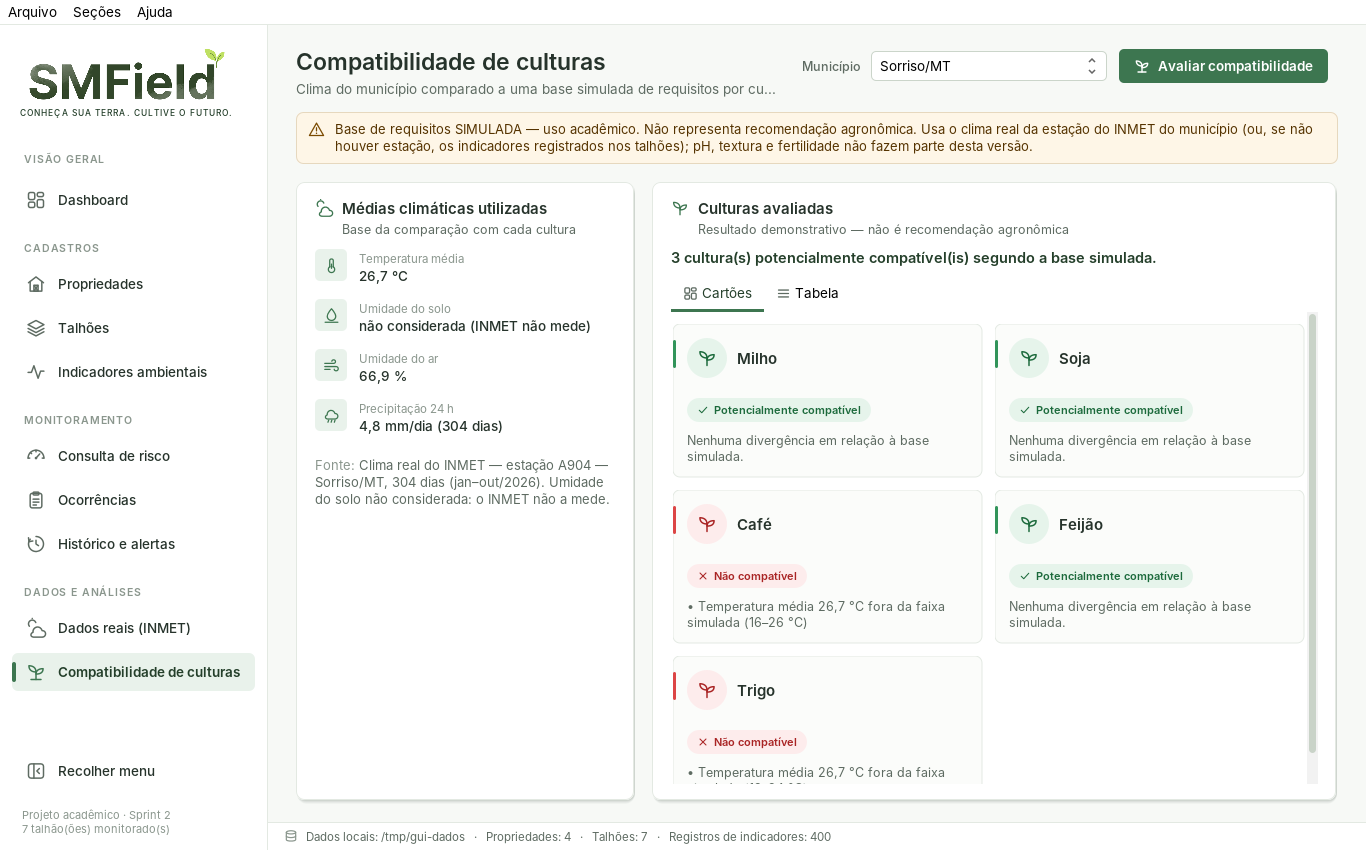 Arquivo Seções Ajuda
SMField
CONHEÇA SUA TERRA. CULTIVE O FUTURO.
VISÃO GERAL
Dashboard
CADASTROS
Propriedades
Talhões
Indicadores ambientais
MONITORAMENTO
Consulta de risco
Ocorrências
Histórico e alertas
DADOS E ANÁLISES
Dados reais (INMET)
Compatibilidade de culturas
Recolher menu
Projeto acadêmico · Sprint 2
7 talhão(ões) monitorado(s)
Compatibilidade de culturas
Clima do município comparado a uma base simulada de requisitos por cu...
Município
Sorriso/MT
Avaliar compatibilidade
Base de requisitos SIMULADA — uso acadêmico. Não representa recomendação agronômica. Usa o clima real da estação do INMET do município (ou, se não
houver estação, os indicadores registrados nos talhões); pH, textura e fertilidade não fazem parte desta versão.
Médias climáticas utilizadas
Base da comparação com cada cultura
Temperatura média
26,7 °C
Umidade do solo
não considerada (INMET não mede)
Umidade do ar
66,9 %
Precipitação 24 h
4,8 mm/dia (304 dias)
Fonte: Clima real do INMET — estação A904 —
Sorriso/MT, 304 dias (jan–out/2026). Umidade
do solo não considerada: o INMET não a mede.
Culturas avaliadas
Resultado demonstrativo — não é recomendação agronômica
3 cultura(s) potencialmente compatível(is) segundo a base simulada.
Cartões Tabela
Milho
Potencialmente compatível
Nenhuma divergência em relação à base
simulada.
Soja
Potencialmente compatível
Nenhuma divergência em relação à base
simulada.
Café
Não compatível
• Temperatura média 26,7 °C fora da faixa
simulada (16–26 °C)
Feijão
Potencialmente compatível
Nenhuma divergência em relação à base
simulada.
Trigo
Não compatível
• Temperatura média 26,7 °C fora da faixa
Dados locais: /tmp/gui-dados · Propriedades: 4 · Talhões: 7 · Registros de indicadores: 400